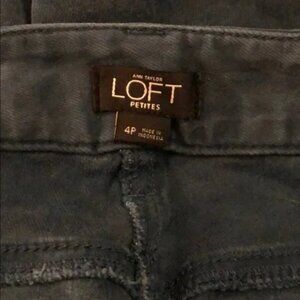 ANN TAYLOR
LOFT
PETITES
4P MADE IN
INDONESIA